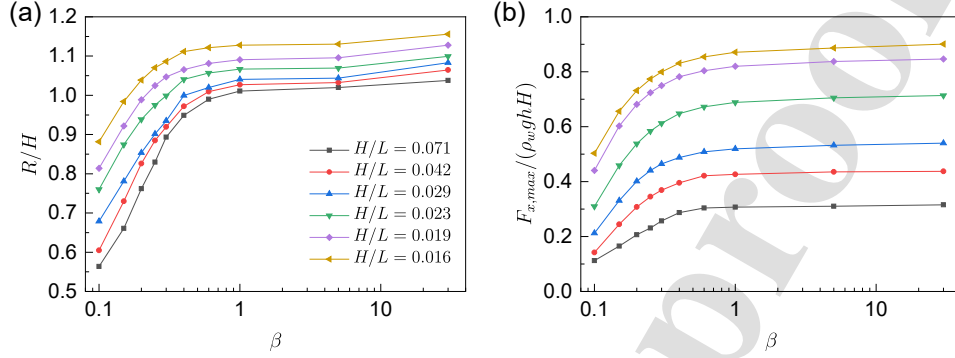 (a)
1.2
1.1
1.0
0.9
0.8
0.7
0.6
0.5
R/H
0.1
1
10
β
H/L = 0.071
H/L = 0.042
H/L = 0.029
H/L = 0.023
H/L = 0.019
H/L = 0.016
(b)
1.0
0.8
0.6
0.4
0.2
0.0
F_{x,max}/(ρ_w ghH)
0.1
1
10
β
proo